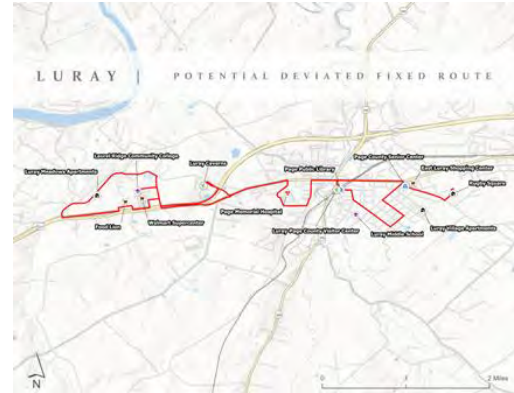 LURAY | POTENTIAL DEVIATED FIXED ROUTE
Laurel Ridge Community College
Luray Meadows Apartments
Luray Caverns
Page Public Library
Page County Senior Center
East Luray Shopping Center
Rugby Square
Food Lion
Walmart Supercenter
Page Memorial Hospital
Luray-Page County Visitor Center
Luray Middle School
Luray Village Apartments
N
0
2 Miles